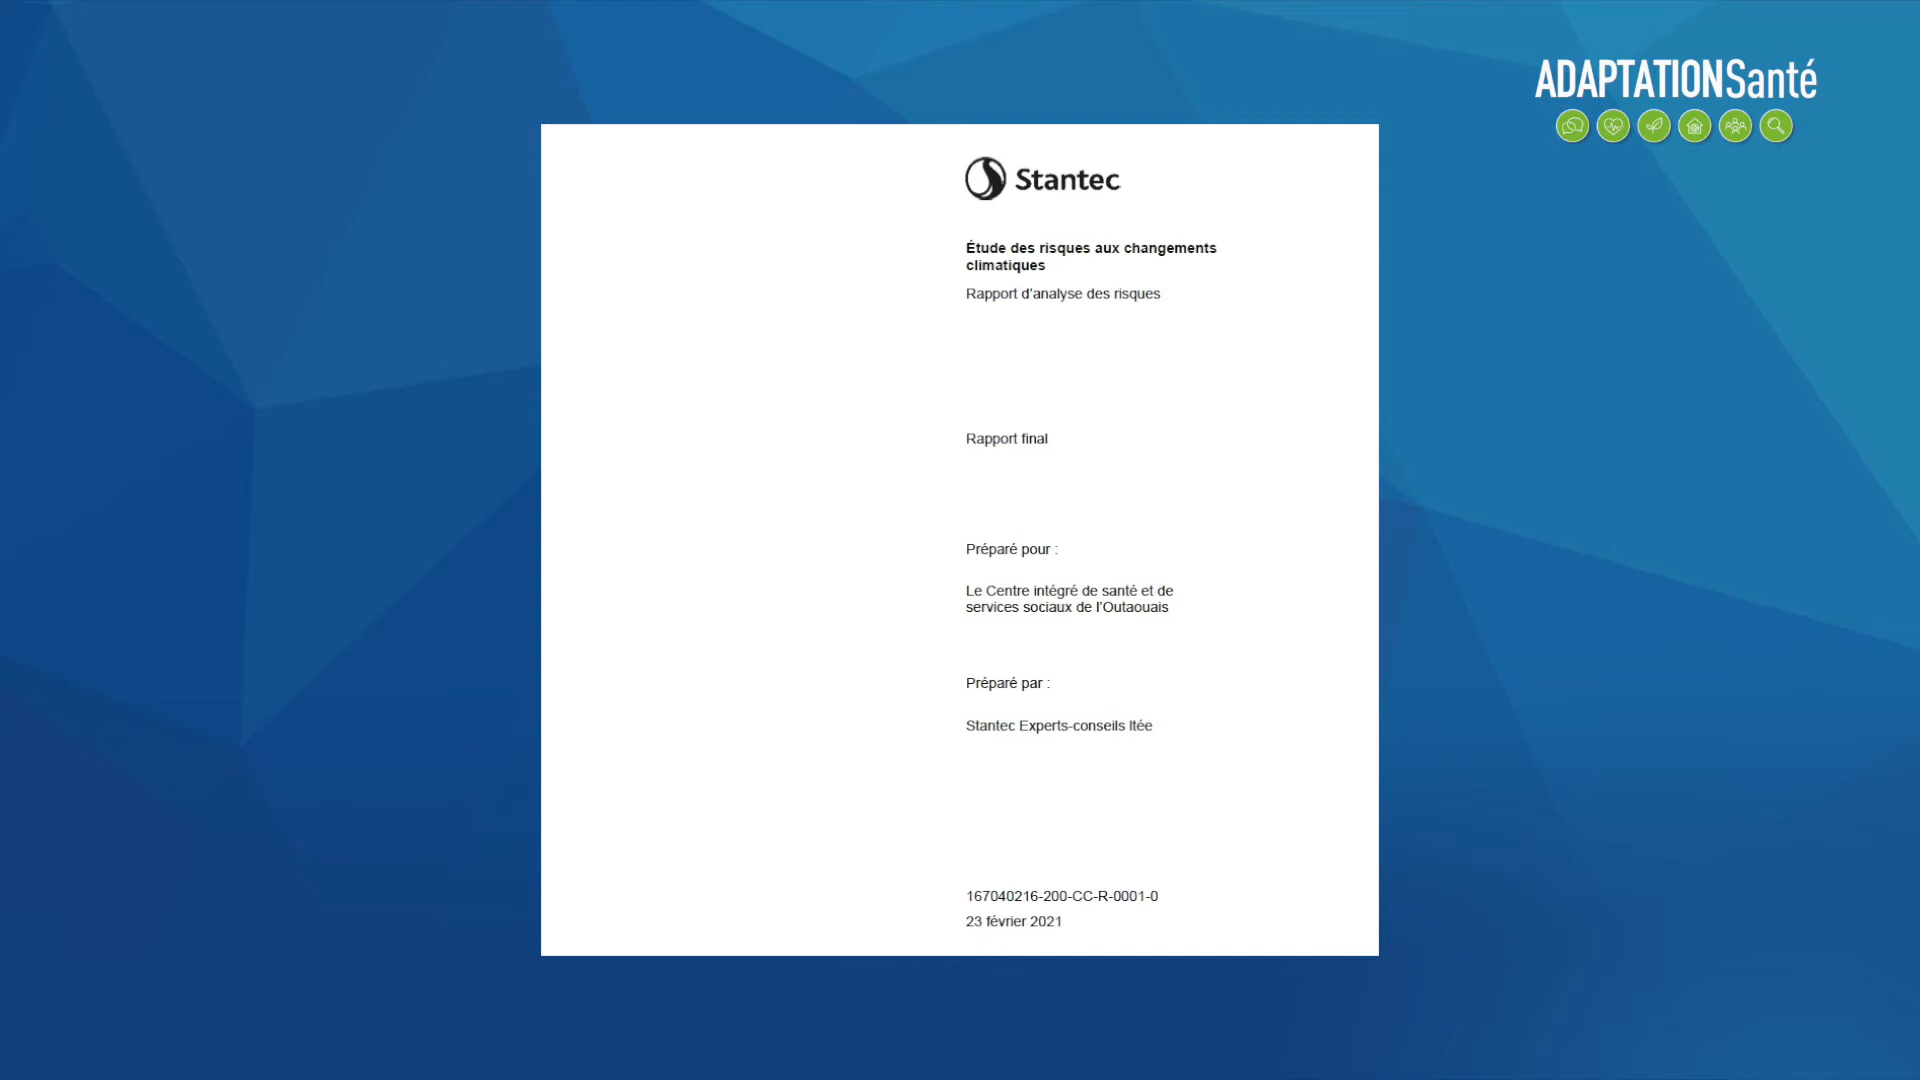 ADAPTATIONSanté
Stantec
Étude des risques aux changements
climatiques
Rapport d'analyse des risques
Rapport final
Préparé pour :
Le Centre intégré de santé et de
services sociaux de l'Outaouais
Préparé par :
Stantec Experts-conseils ltée
167040216-200-CC-R-0001-0
23 février 2021